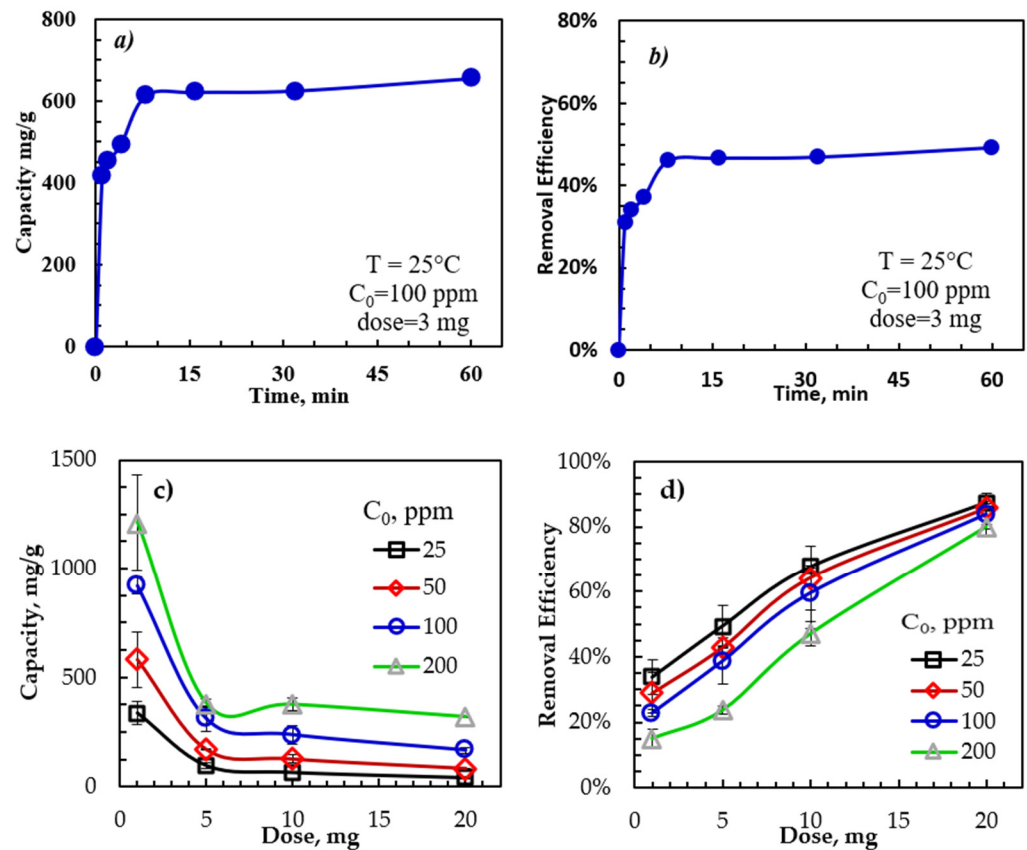 a)
800
600
400
200
0
Capacity mg/g
T = 25°C
C₀=100 ppm
dose=3 mg
0 15 30 45 60
Time, min
b)
80%
60%
40%
20%
0%
Removal Efficiency
T = 25°C
C₀=100 ppm
dose=3 mg
0 15 30 45 60
Time, min
c)
1500
1000
500
0
Capacity, mg/g
C₀, ppm
25
50
100
200
0 5 10 15 20
Dose, mg
d)
100%
80%
60%
40%
20%
0%
Removal Efficiency
C₀, ppm
25
50
100
200
0 5 10 15 20
Dose, mg